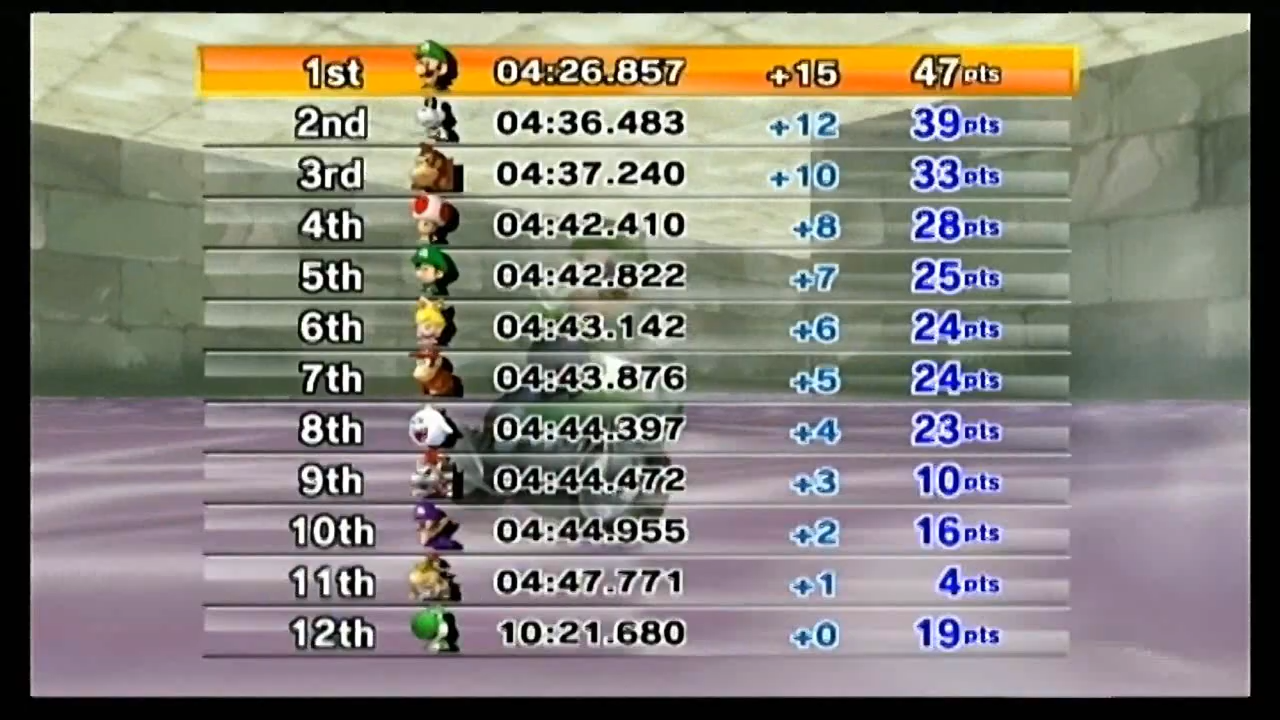 1st 04:26.857 +15 47pts
2nd 04:36.483 +12 39pts
3rd 04:37.240 +10 33pts
4th 04:42.410 +8 28pts
5th 04:42.822 +7 25pts
6th 04:43.142 +6 24pts
7th 04:43.876 +5 24pts
8th 04:44.397 +4 23pts
9th 04:44.472 +3 10pts
10th 04:44.955 +2 16pts
11th 04:47.771 +1 4pts
12th 10:21.680 +0 19pts